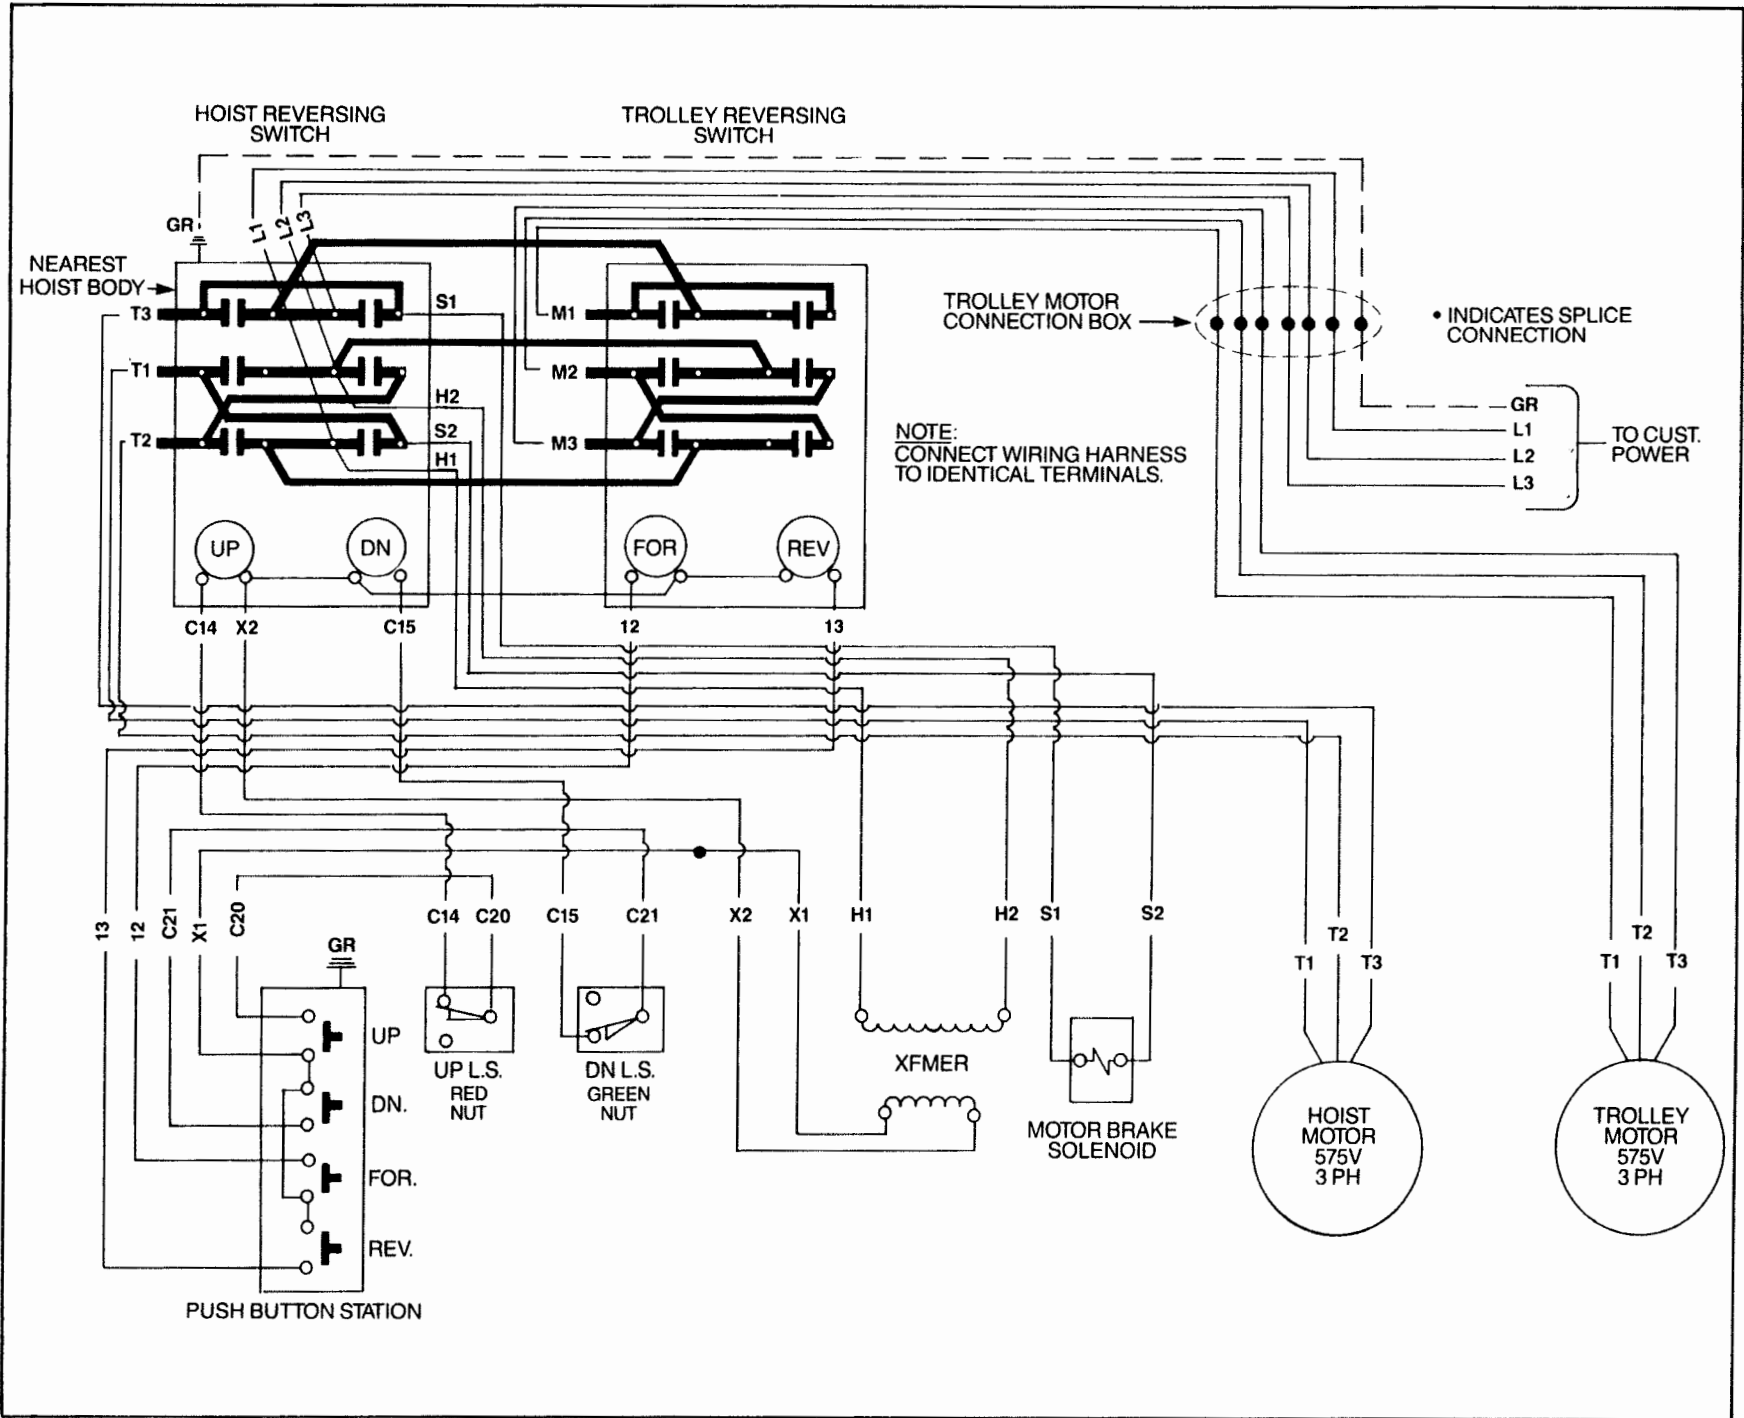 HOIST REVERSING
SWITCH
TROLLEY REVERSING
SWITCH
GR
L1
L2
L3
NEAREST
HOIST BODY
T3
S1
M1
TROLLEY MOTOR
CONNECTION BOX
• INDICATES SPLICE
CONNECTION
T1
M2
H2
GR
S2
L1
T2
M3
H1
NOTE:
CONNECT WIRING HARNESS
TO IDENTICAL TERMINALS.
L2
L3
TO CUST.
POWER
UP
DN
FOR
REV
C14
X2
C15
12
13
13
12
C21
X1
C20
C14
C20
C15
C21
X2
X1
H1
H2
S1
S2
T2
T1
T3
T2
T1
T3
GR
UP
DN.
FOR.
REV.
PUSH BUTTON STATION
UP L.S.
RED
NUT
DN L.S.
GREEN
NUT
XFMER
MOTOR BRAKE
SOLENOID
HOIST
MOTOR
575V
3 PH
TROLLEY
MOTOR
575V
3 PH